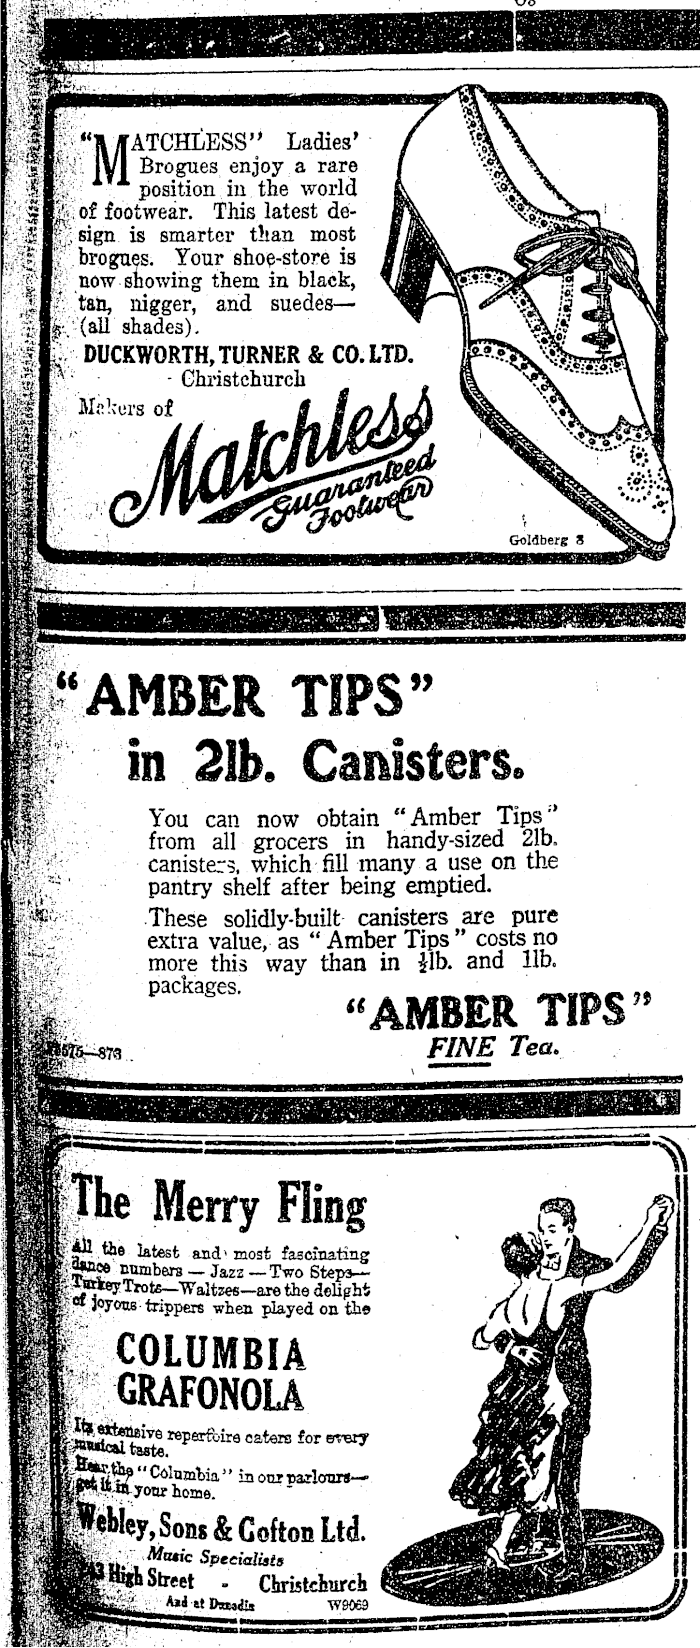 "MATCHLESS" Ladies'
Brogues enjoy a rare
position in the world
of footwear. This latest de-
sign is smarter than most
brogues. Your shoe-store is
now showing them in black,
tan, nigger, and suedes—
(all shades).
DUCKWORTH, TURNER & CO. LTD.
- Christchurch
Makers of
Matchless
Guaranteed
Footwear
Goldberg 3
"AMBER TIPS"
in 2lb. Canisters.
You can now obtain "Amber Tips"
from all grocers in handy-sized 2lb.
canisters, which fill many a use on the
pantry shelf after being emptied.
These solidly-built canisters are pure
extra value, as "Amber Tips" costs no
more this way than in ½lb. and 1lb.
packages.
"AMBER TIPS"
FINE Tea.
The Merry Fling
All the latest and most fascinating
dance numbers — Jazz — Two Steps—
Turkey Trots—Waltzes—are the delight
of joyous trippers when played on the
COLUMBIA
GRAFONOLA
Its extensive repertoire caters for every
musical taste.
Hear the "Columbia" in our parlours—
get it in your home.
Webley, Sons & Gofton Ltd.
Music Specialists
High Street - Christchurch
And at Dunedin W9069